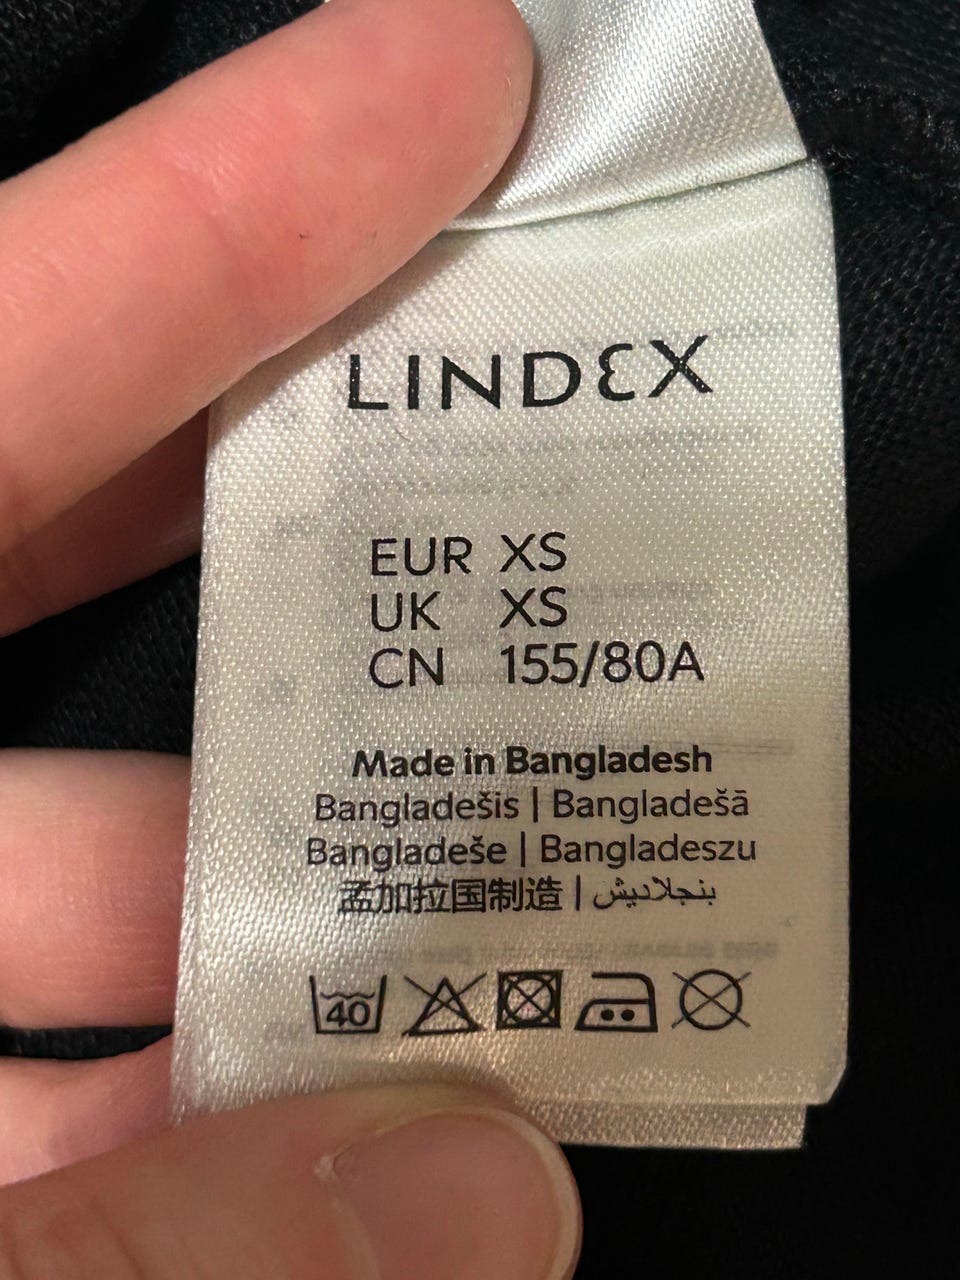 LINDEX
EUR XS
UK XS
CN 155/80A
Made in Bangladesh
Bangladešis | Bangladešā
Bangladeše | Bangladeszu
孟加拉国制造 | بنجلاديش
40